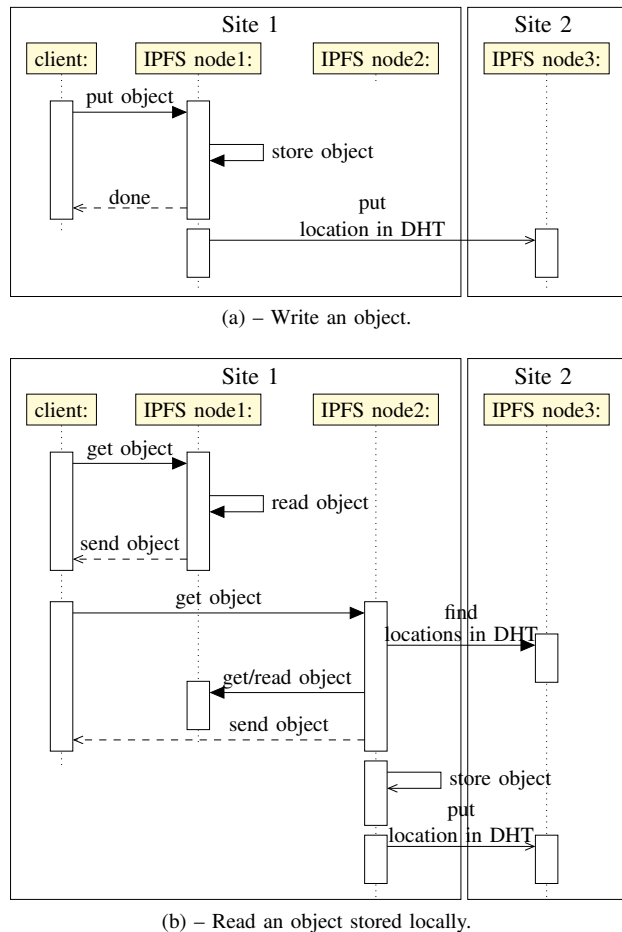 Site 1 Site 2
client: IPFS node1: IPFS node2: IPFS node3:
put object
store object
done
put
location in DHT
(a) – Write an object.
Site 1 Site 2
client: IPFS node1: IPFS node2: IPFS node3:
get object
read object
send object
get object
find
locations in DHT
get/read object
send object
store object
put
location in DHT
(b) – Read an object stored locally.